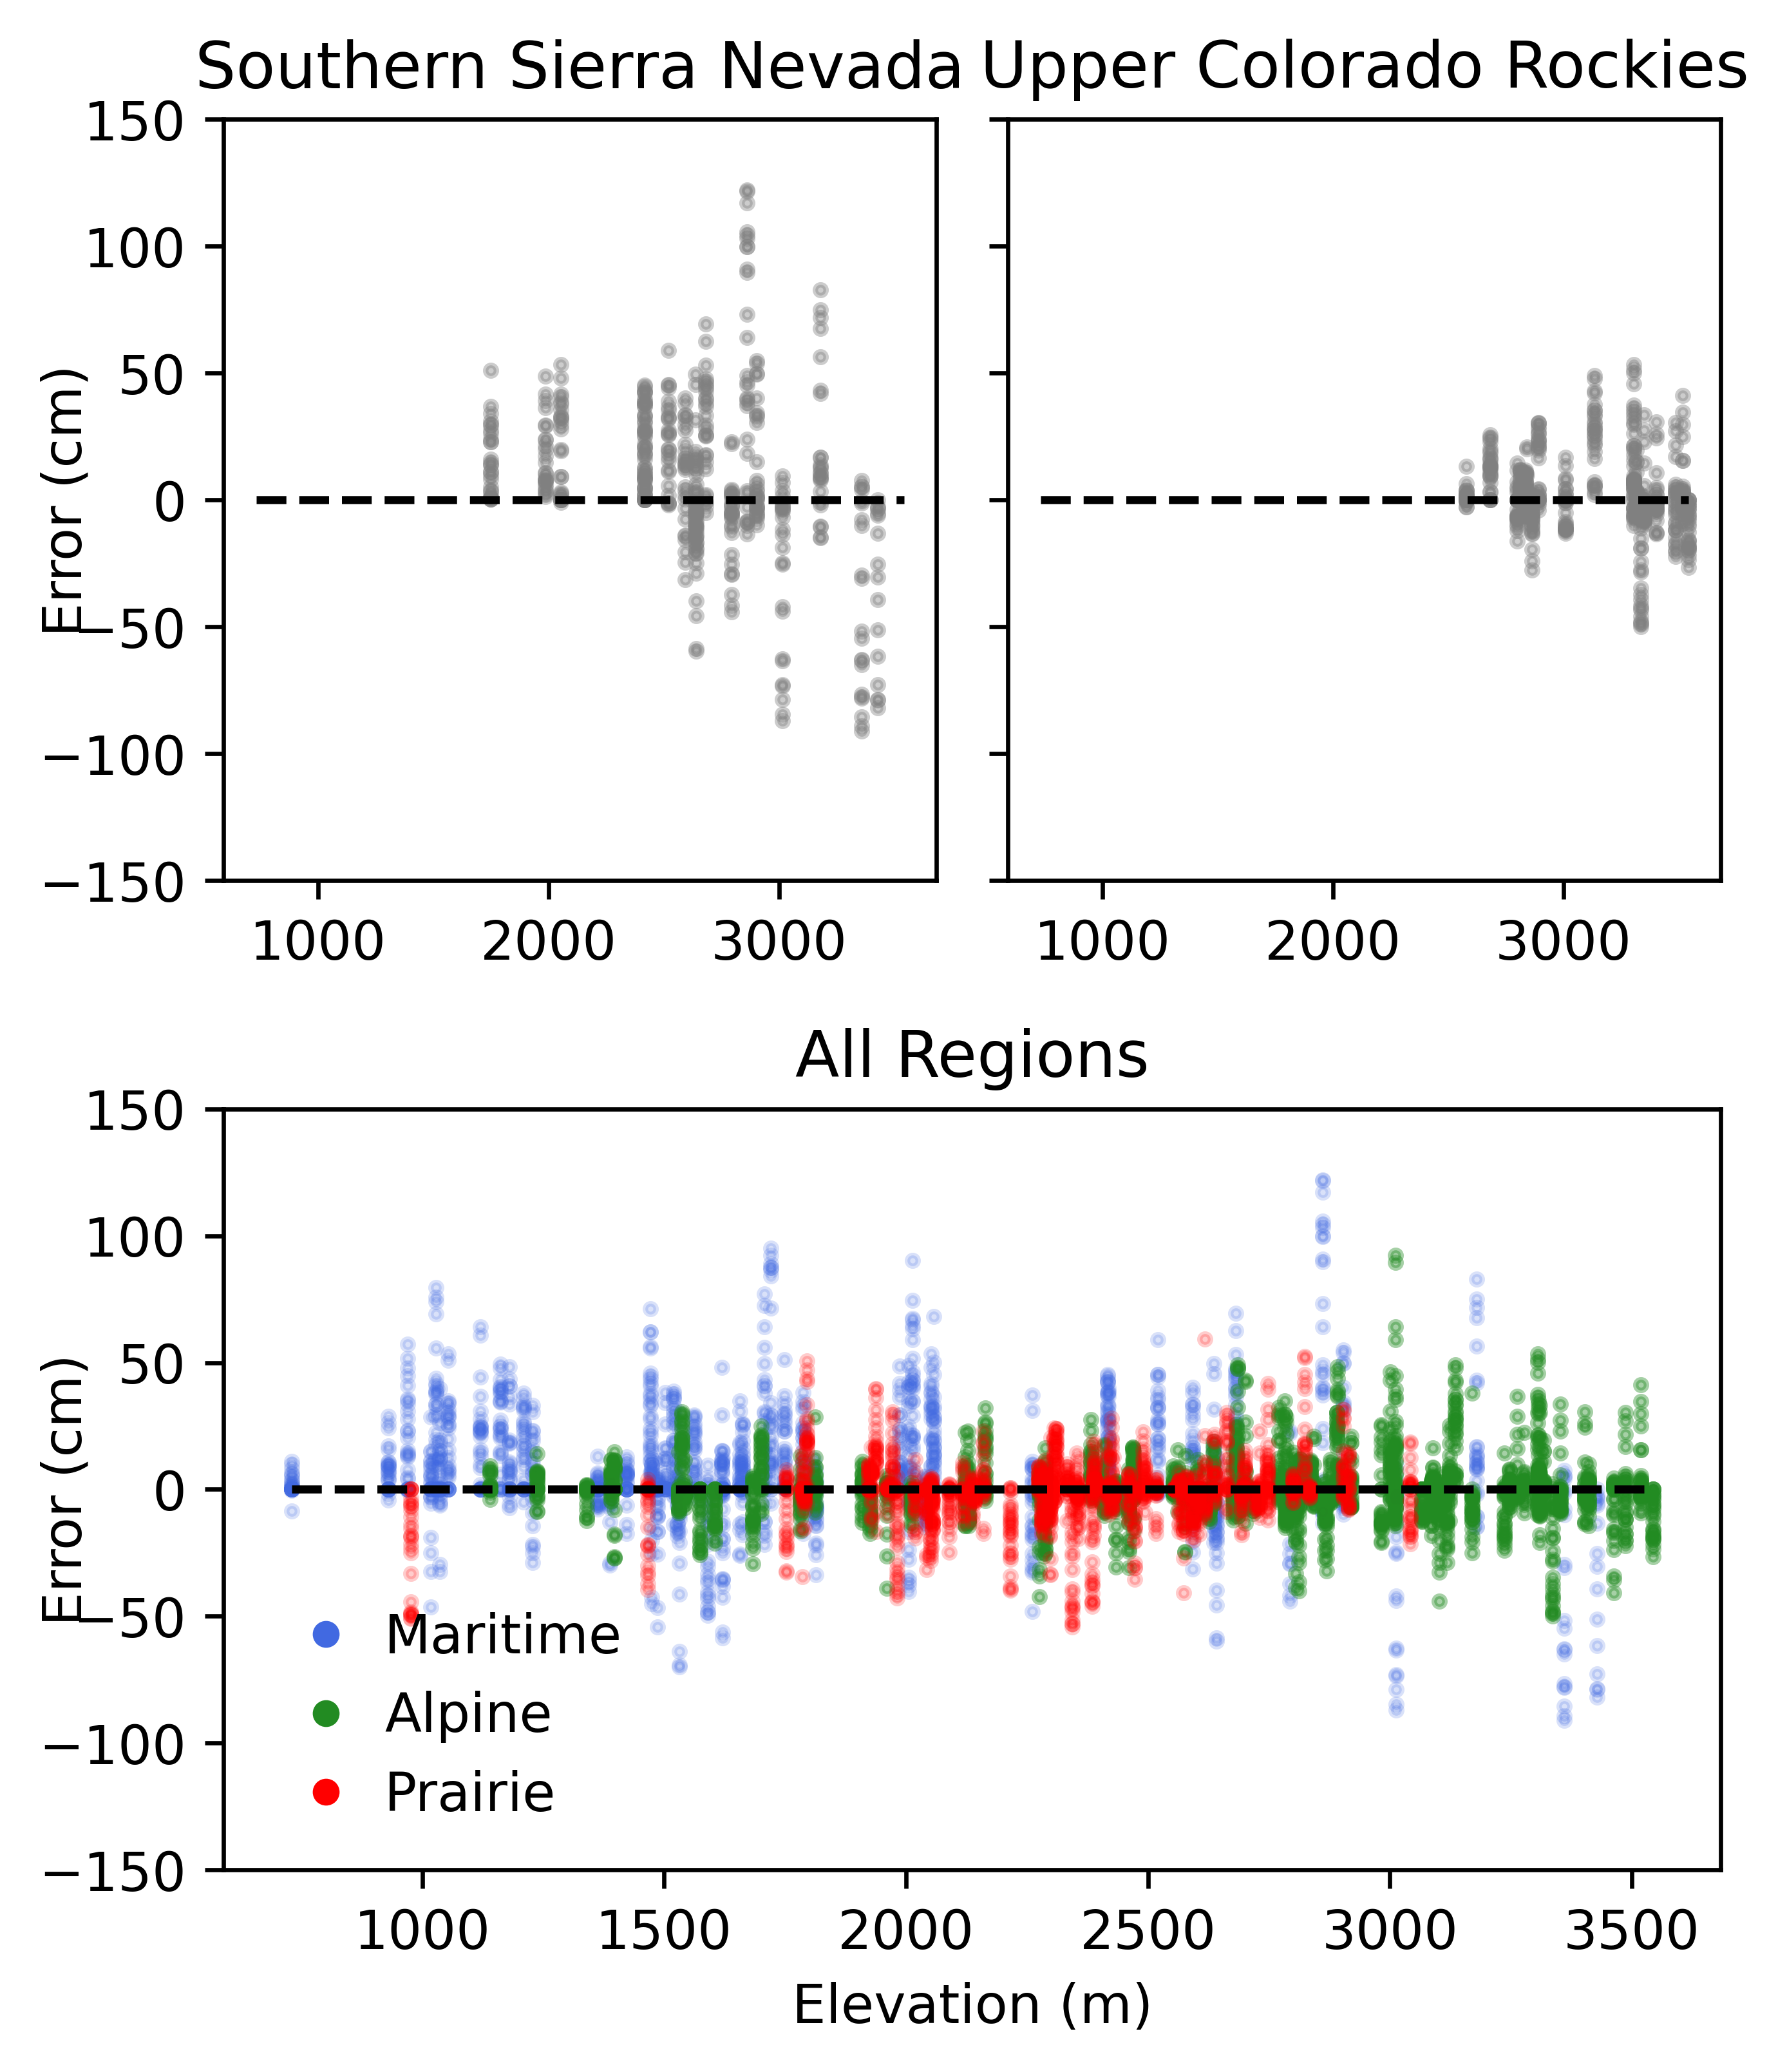 Southern Sierra Nevada
Upper Colorado Rockies
150
100
50
0
−50
−100
−150
Error (cm)
1000 2000 3000
1000 2000 3000
All Regions
150
100
50
0
−50
−100
−150
Error (cm)
Maritime
Alpine
Prairie
1000 1500 2000 2500 3000 3500
Elevation (m)